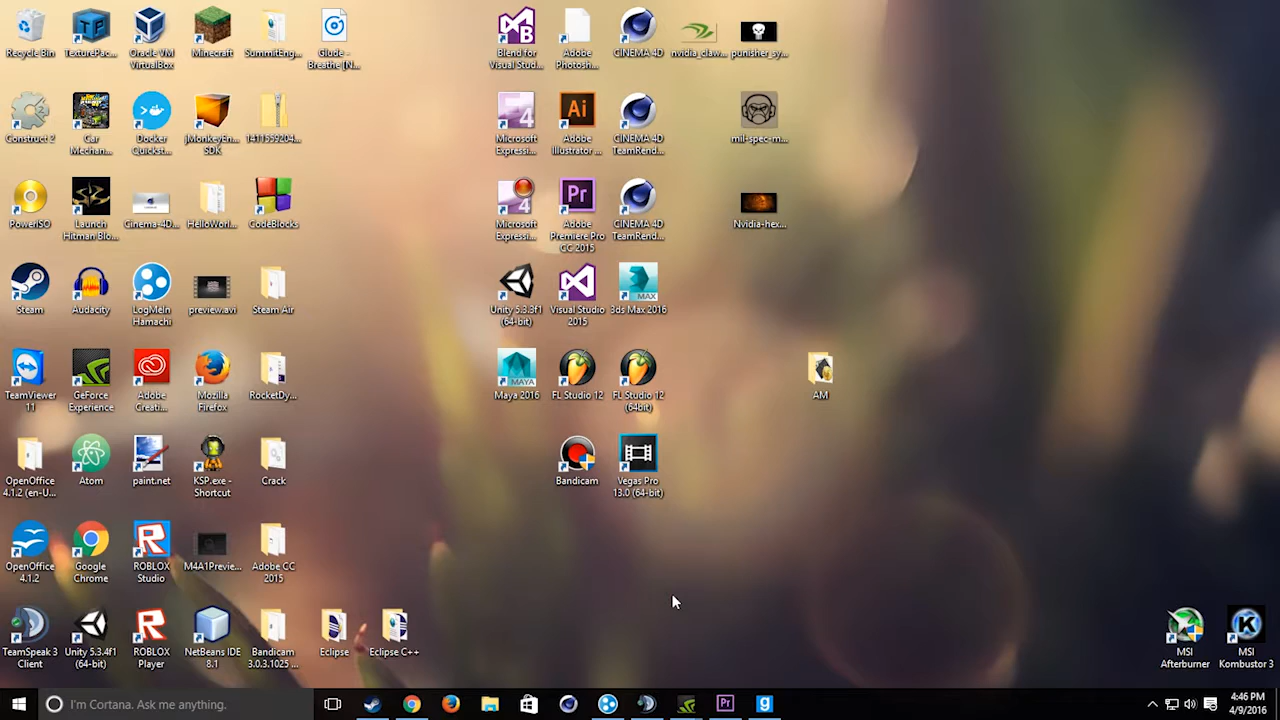 Recycle Bin
TexturePac...
Oracle VM
VirtualBox
Minecraft
SummitEng...
Glude -
Breathe [N...
Blend for
Visual Stud...
Adobe
Photosh...
CINEMA 4D
nvidia_claw...
punisher_sy...
Construct 2
Car
Mechan...
Docker
Quickst...
jMonkeyEn...
SDK
1411559204...
Microsoft
Expressi...
Adobe
Illustrator ...
CINEMA 4D
TeamRend...
mil-spec-m...
PowerISO
Launch
Hitman Blo...
Cinema-4D...
HelloWorl...
CodeBlocks
Microsoft
Expressi...
Adobe
Premiere Pro
CC 2015
CINEMA 4D
TeamRend...
Nvidia-hex...
Steam
Audacity
LogMeIn
Hamachi
preview.avi
Steam Air
Unity 5.3.3f1
(64-bit)
Visual Studio
2015
3ds Max 2016
TeamViewer
11
GeForce
Experience
Adobe
Creati...
Mozilla
Firefox
RocketDy...
Maya 2016
FL Studio 12
FL Studio 12
(64bit)
AM
OpenOffice
4.1.2 (en-U...
Atom
paint.net
KSP.exe -
Shortcut
Crack
Bandicam
Vegas Pro
13.0 (64-bit)
OpenOffice
4.1.2
Google
Chrome
ROBLOX
Studio
M4A1Previe...
Adobe CC
2015
TeamSpeak 3
Client
Unity 5.3.4f1
(64-bit)
ROBLOX
Player
NetBeans IDE
8.1
Bandicam
3.0.3.1025 ...
Eclipse
Eclipse C++
MSI
Afterburner
MSI
Kombustor 3
I'm Cortana. Ask me anything.
4:46 PM
4/9/2016